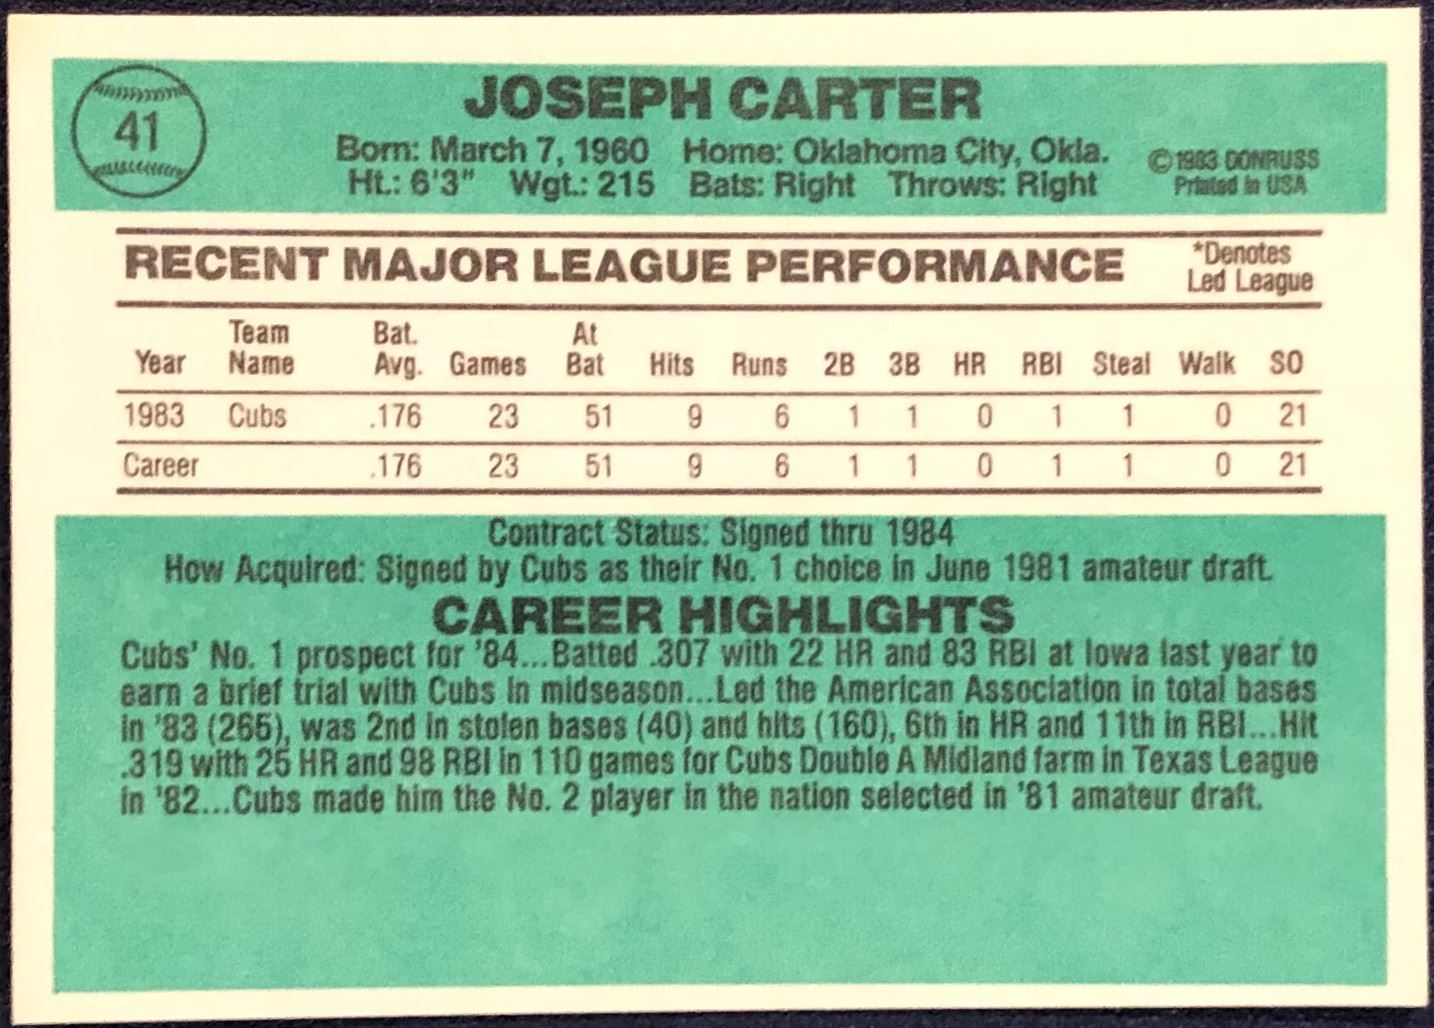 41
JOSEPH CARTER
Born: March 7, 1960 Home: Oklahoma City, Okla.
Ht.: 6'3" Wgt.: 215 Bats: Right Throws: Right
©1983 DONRUSS
Printed in USA
RECENT MAJOR LEAGUE PERFORMANCE
*Denotes
Led League
Year Team Name Bat. Avg. Games At Bat Hits Runs 2B 3B HR RBI Steal Walk SO
1983 Cubs .176 23 51 9 6 1 1 0 1 1 0 21
Career .176 23 51 9 6 1 1 0 1 1 0 21
Contract Status: Signed thru 1984
How Acquired: Signed by Cubs as their No. 1 choice in June 1981 amateur draft.
CAREER HIGHLIGHTS
Cubs' No. 1 prospect for '84...Batted .307 with 22 HR and 83 RBI at Iowa last year to
earn a brief trial with Cubs in midseason...Led the American Association in total bases
in '83 (265), was 2nd in stolen bases (40) and hits (160), 6th in HR and 11th in RBI...Hit
.319 with 25 HR and 98 RBI in 110 games for Cubs Double A Midland farm in Texas League
in '82...Cubs made him the No. 2 player in the nation selected in '81 amateur draft.